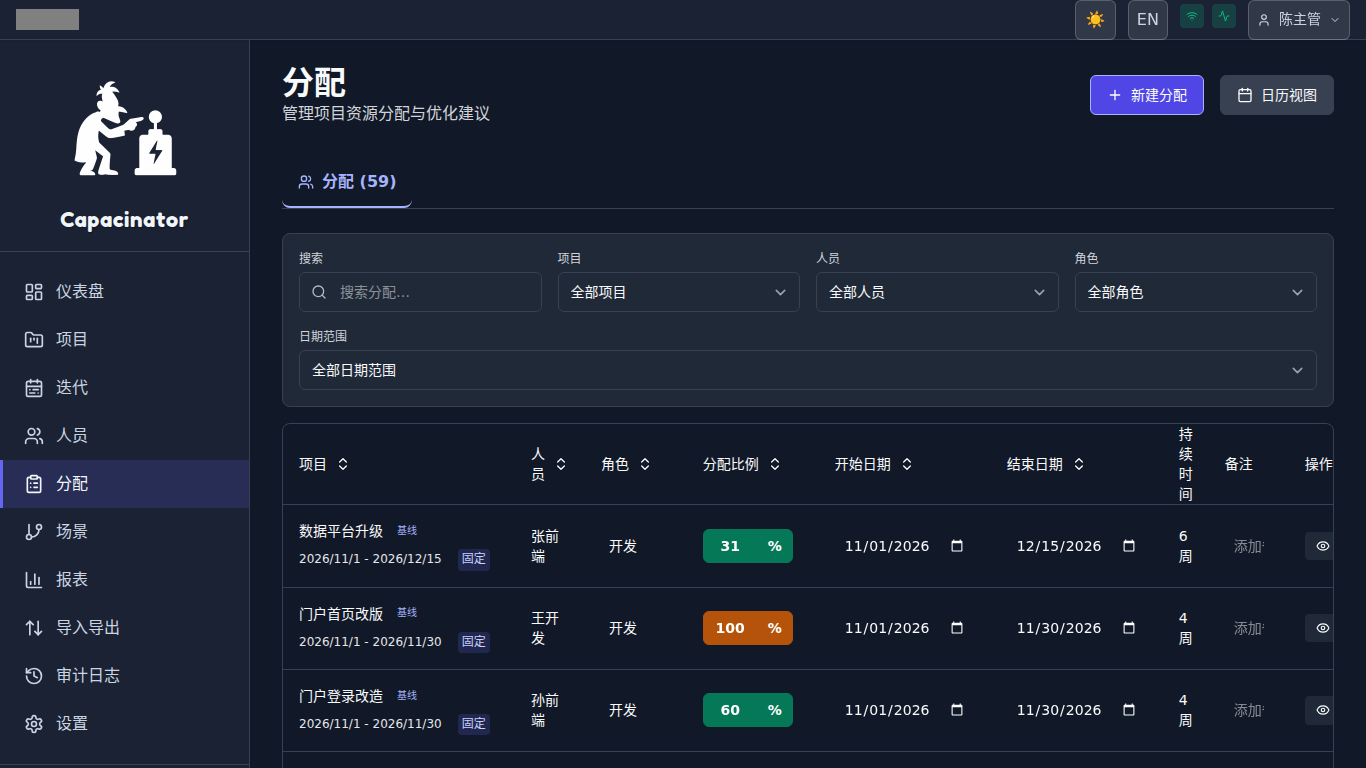 EN
陈主管
Capacinator
仪表盘
项目
迭代
人员
分配
场景
报表
导入导出
审计日志
设置
分配
管理项目资源分配与优化建议
新建分配
日历视图
分配 (59)
搜索
项目
人员
角色
搜索分配...
全部项目
全部人员
全部角色
日期范围
全部日期范围
项目
人员
角色
分配比例
开始日期
结束日期
持续时间
备注
操作
数据平台升级 基线
2026/11/1 - 2026/12/15 固定
张前端
开发
31 %
11/01/2026
12/15/2026
6周
添加
门户首页改版 基线
2026/11/1 - 2026/11/30 固定
王开发
开发
100 %
11/01/2026
11/30/2026
4周
添加
门户登录改造 基线
2026/11/1 - 2026/11/30 固定
孙前端
开发
60 %
11/01/2026
11/30/2026
4周
添加